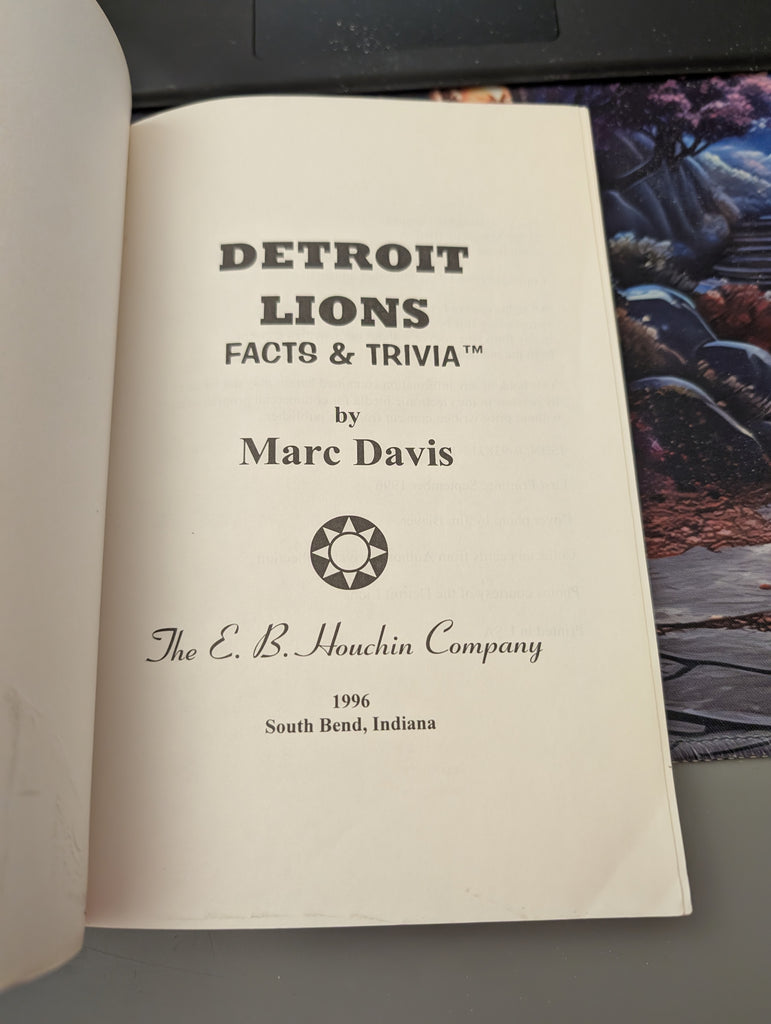 DETROIT
LIONS
FACTS & TRIVIA™
by
Marc Davis
The E. B. Houchin Company
1996
South Bend, Indiana